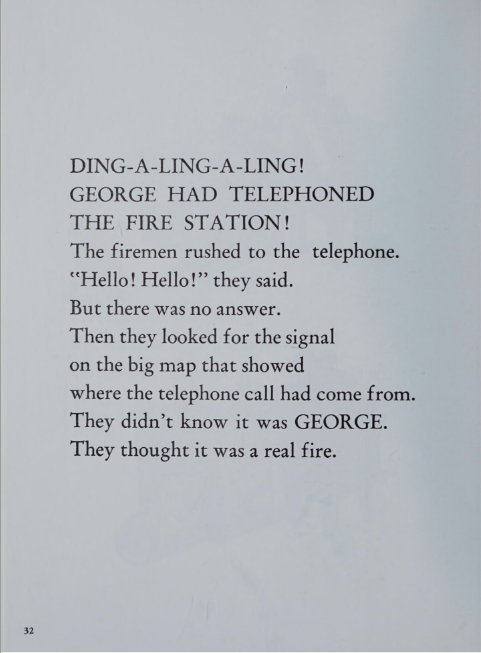 DING-A-LING-A-LING!
GEORGE HAD TELEPHONED
THE FIRE STATION!
The firemen rushed to the telephone.
“Hello! Hello!” they said.
But there was no answer.
Then they looked for the signal
on the big map that showed
where the telephone call had come from.
They didn’t know it was GEORGE.
They thought it was a real fire.
32